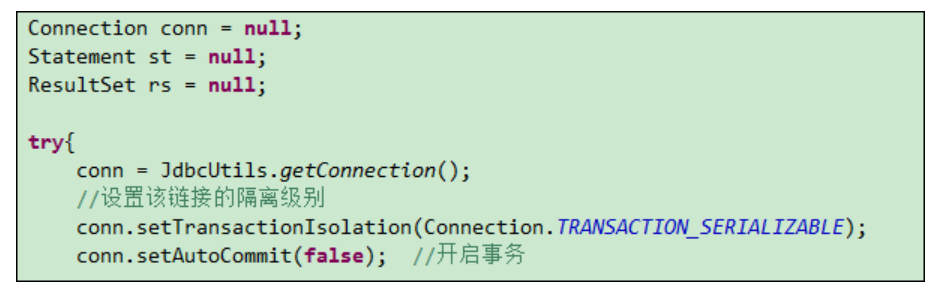 Connection conn = null;
Statement st = null;
ResultSet rs = null;
try{
conn = JdbcUtils.getConnection();
//设置该链接的隔离级别
conn.setTransactionIsolation(Connection.TRANSACTION_SERIALIZABLE);
conn.setAutoCommit(false);  //开启事务